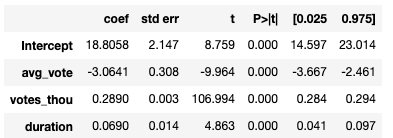 coef std err t P>|t| [0.025 0.975]
Intercept 18.8058 2.147 8.759 0.000 14.597 23.014
avg_vote -3.0641 0.308 -9.964 0.000 -3.667 -2.461
votes_thou 0.2890 0.003 106.994 0.000 0.284 0.294
duration 0.0690 0.014 4.863 0.000 0.041 0.097